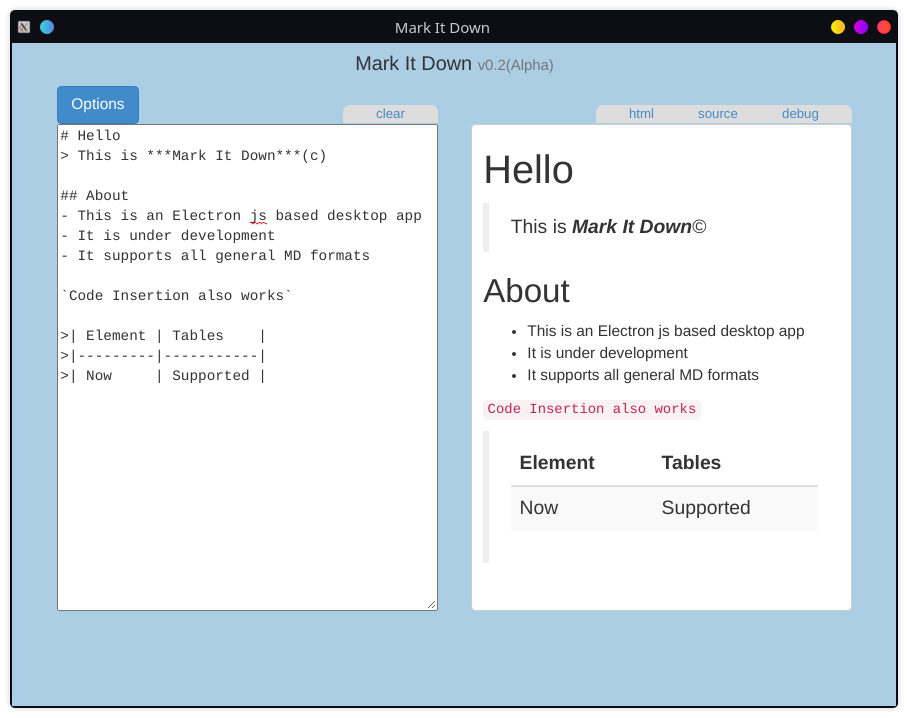 Mark It Down
Mark It Down v0.2(Alpha)
Options
clear
# Hello
> This is ***Mark It Down***(c)
## About
- This is an Electron js based desktop app
- It is under development
- It supports all general MD formats
`Code Insertion also works`
>| Element | Tables    |
>|---------|-----------|
>| Now     | Supported |
html source debug
Hello
This is Mark It Down©
About
• This is an Electron js based desktop app
• It is under development
• It supports all general MD formats
Code Insertion also works
Element Tables
Now Supported